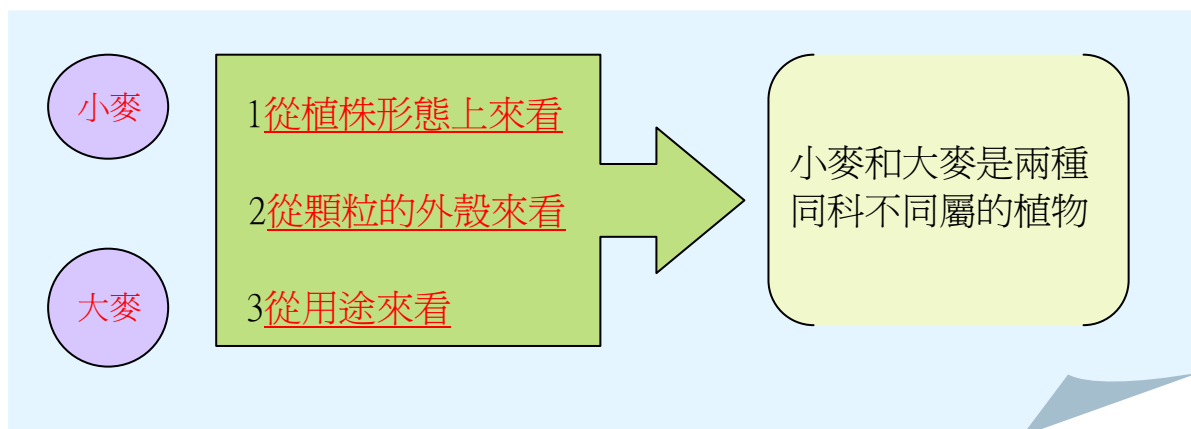 小麥
大麥
1從植株形態上來看
2從顆粒的外殼來看
3從用途來看
小麥和大麥是兩種
同科不同屬的植物